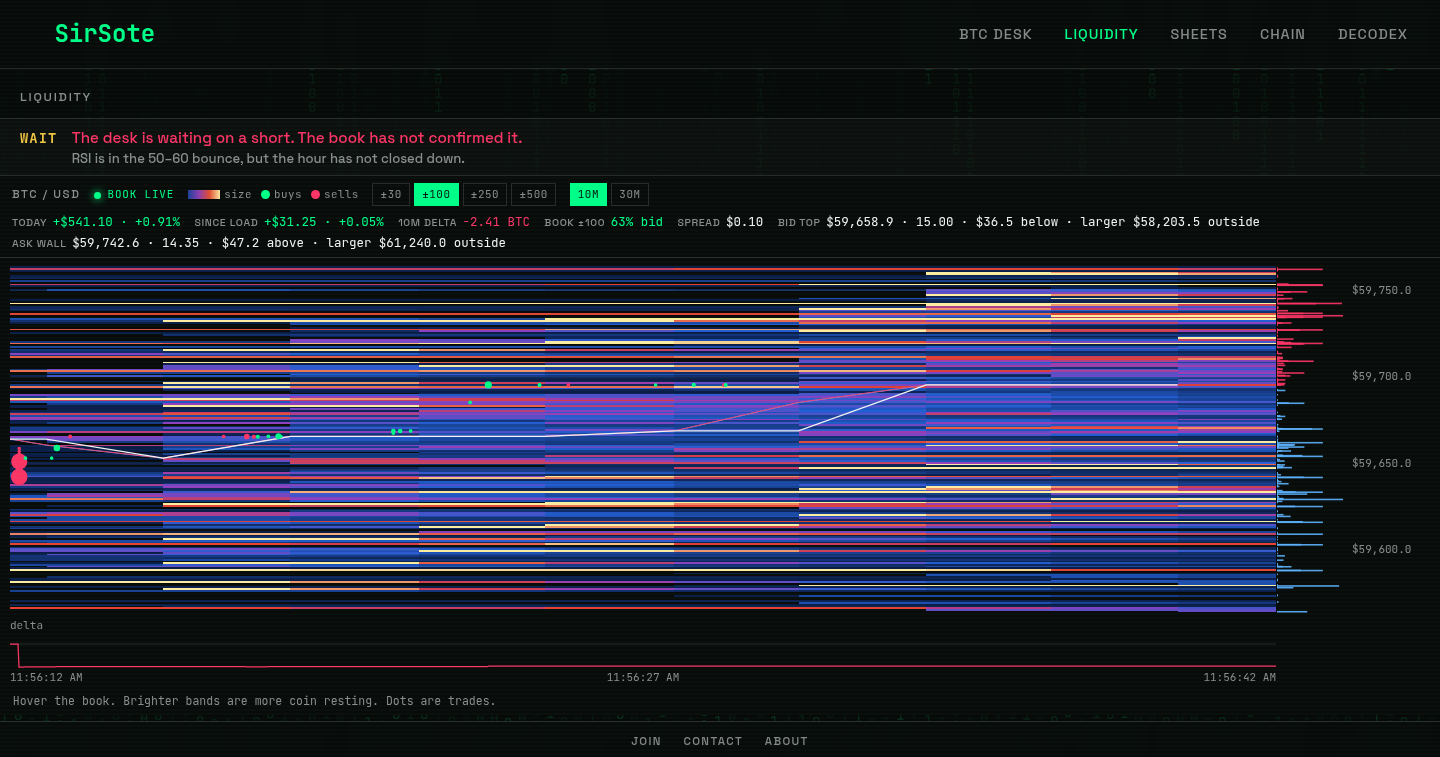 SirSote
BTC DESK LIQUIDITY SHEETS CHAIN DECODEX
LIQUIDITY
WAIT The desk is waiting on a short. The book has not confirmed it.
RSI is in the 50–60 bounce, but the hour has not closed down.
BTC / USD BOOK LIVE size buys sells ±30 ±100 ±250 ±500 10M 30M
TODAY +$541.10 · +0.91% SINCE LOAD +$31.25 · +0.05% 10M DELTA -2.41 BTC BOOK ±100 63% bid SPREAD $0.10 BID TOP $59,658.9 · 15.00 · $36.5 below · larger $58,203.5 outside
ASK WALL $59,742.6 · 14.35 · $47.2 above · larger $61,240.0 outside
$59,750.0
$59,700.0
$59,650.0
$59,600.0
delta
11:56:12 AM 11:56:27 AM 11:56:42 AM
Hover the book. Brighter bands are more coin resting. Dots are trades.
JOIN CONTACT ABOUT